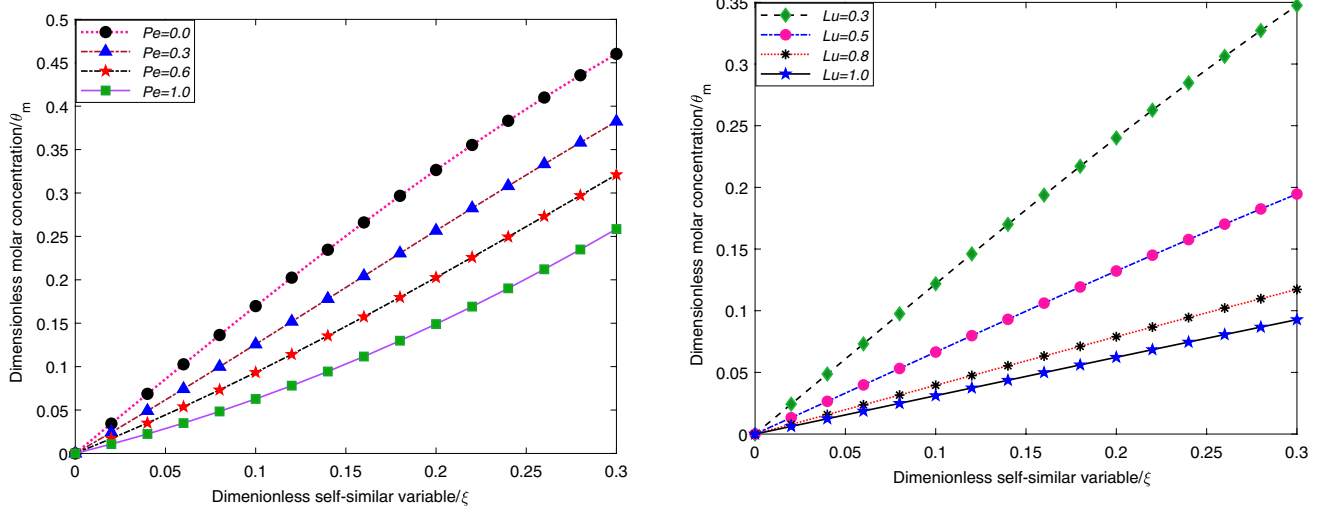 0.5
0.45
0.4
0.35
0.3
0.25
0.2
0.15
0.1
0.05
0
Dimensionless molar concentration/θm
Pe=0.0
Pe=0.3
Pe=0.6
Pe=1.0
0 0.05 0.1 0.15 0.2 0.25 0.3
Dimenionless self-similar variable/ξ
0.35
0.3
0.25
0.2
0.15
0.1
0.05
0
Dimensionless molar concentration/θm
Lu=0.3
Lu=0.5
Lu=0.8
Lu=1.0
0 0.05 0.1 0.15 0.2 0.25 0.3
Dimenionless self-similar variable/ξ